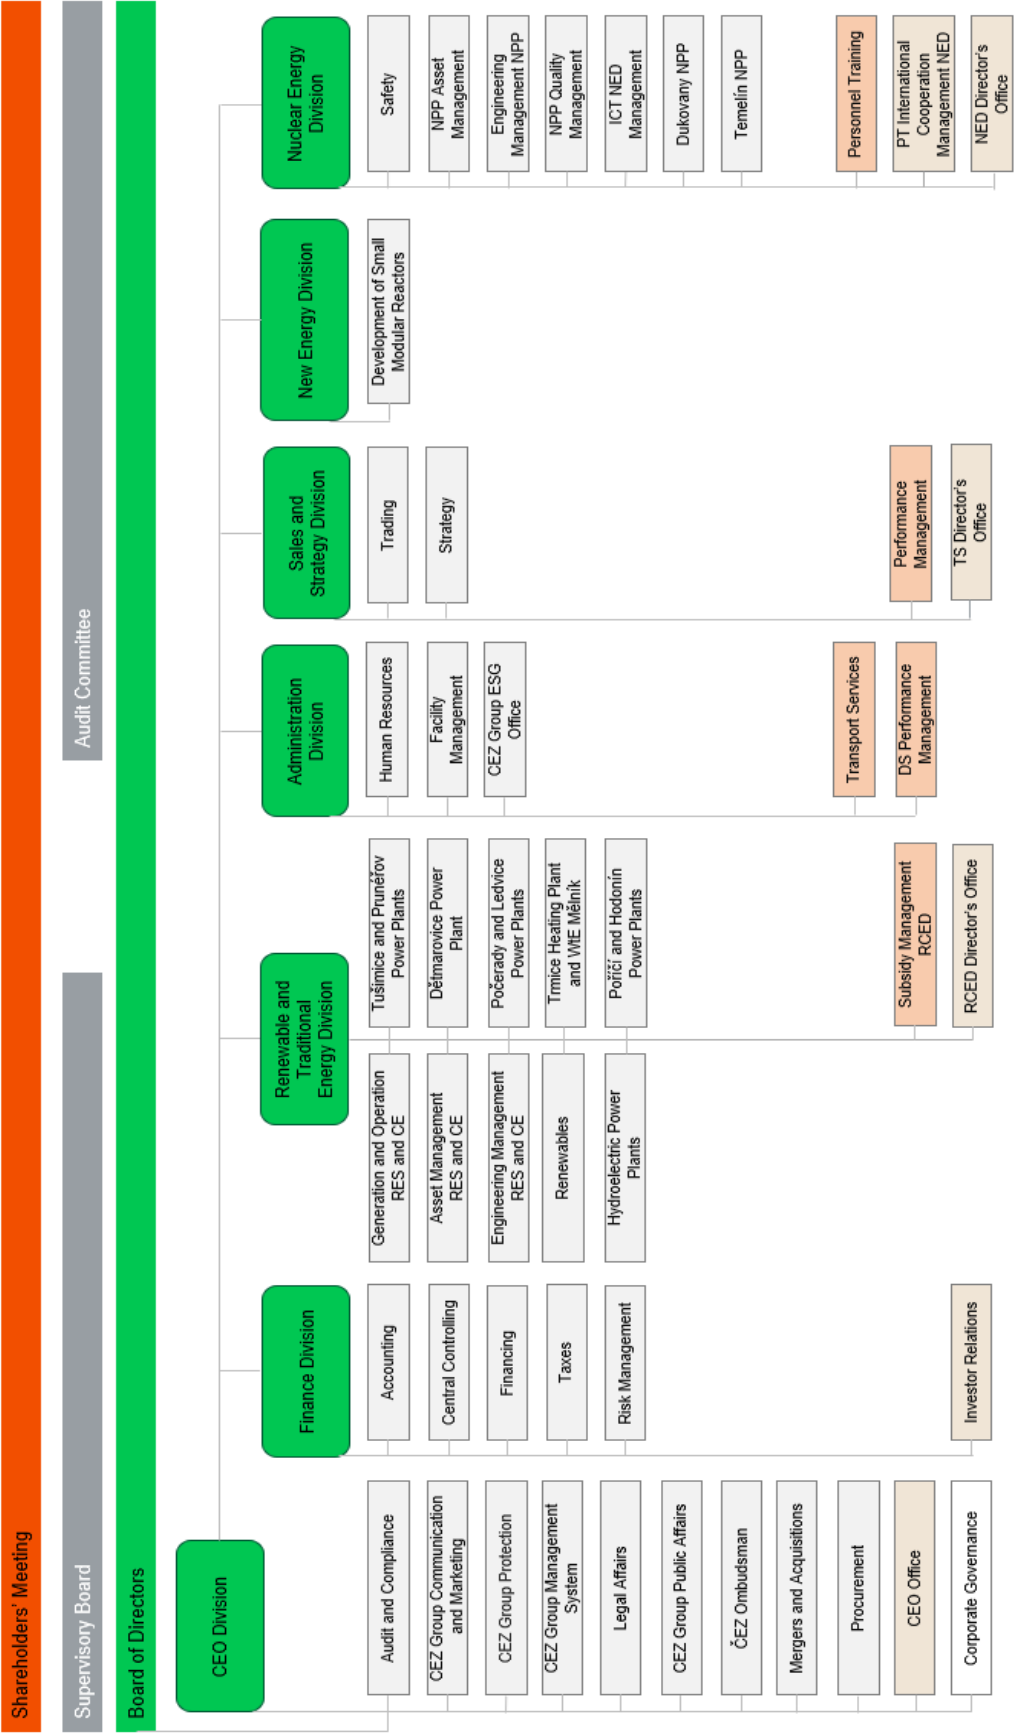 Shareholders' Meeting
Supervisory Board
Audit Committee
Board of Directors
CEO Division
Audit and Compliance
CEZ Group Communication
and Marketing
CEZ Group Protection
CEZ Group Management
System
Legal Affairs
CEZ Group Public Affairs
ČEZ Ombudsman
Mergers and Acquisitions
Procurement
CEO Office
Corporate Governance
Finance Division
Accounting
Central Controlling
Financing
Taxes
Risk Management
Investor Relations
Renewable and
Traditional
Energy Division
Generation and Operation
RES and CE
Asset Management
RES and CE
Engineering Management
RES and CE
Renewables
Hydroelectric Power
Plants
Tušimice and Prunéřov
Power Plants
Dětmarovice Power
Plant
Počerady and Ledvice
Power Plants
Trmice Heating Plant
and WtE Mělník
Poříčí and Hodonín
Power Plants
Subsidy Management
RCED
RCED Director's Office
Administration
Division
Human Resources
Facility
Management
CEZ Group ESG
Office
Transport Services
DS Performance
Management
Sales and
Strategy Division
Trading
Strategy
Performance
Management
TS Director's
Office
New Energy Division
Development of Small
Modular Reactors
Nuclear Energy
Division
Safety
NPP Asset
Management
Engineering
Management NPP
NPP Quality
Management
ICT NED
Management
Dukovany NPP
Temelín NPP
Personnel Training
PT International
Cooperation
Management NED
NED Director's
Office